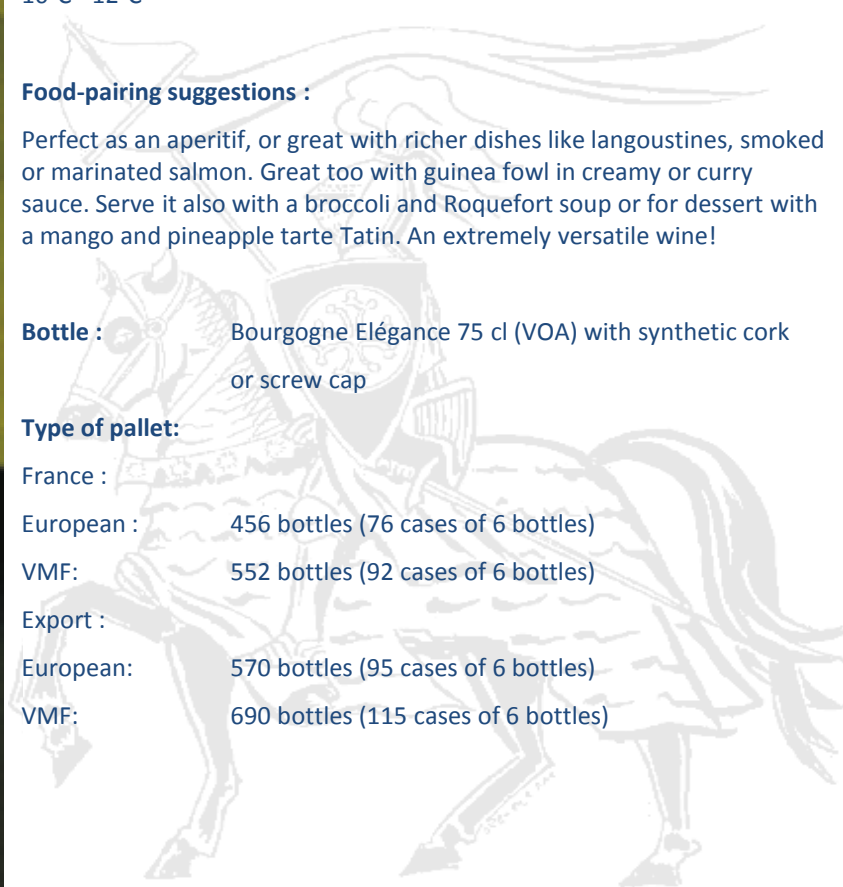 Food-pairing suggestions :
Perfect as an aperitif, or great with richer dishes like langoustines, smoked
or marinated salmon. Great too with guinea fowl in creamy or curry
sauce. Serve it also with a broccoli and Roquefort soup or for dessert with
a mango and pineapple tarte Tatin. An extremely versatile wine!
Bottle : Bourgogne Elégance 75 cl (VOA) with synthetic cork
or screw cap
Type of pallet:
France :
European : 456 bottles (76 cases of 6 bottles)
VMF: 552 bottles (92 cases of 6 bottles)
Export :
European: 570 bottles (95 cases of 6 bottles)
VMF: 690 bottles (115 cases of 6 bottles)